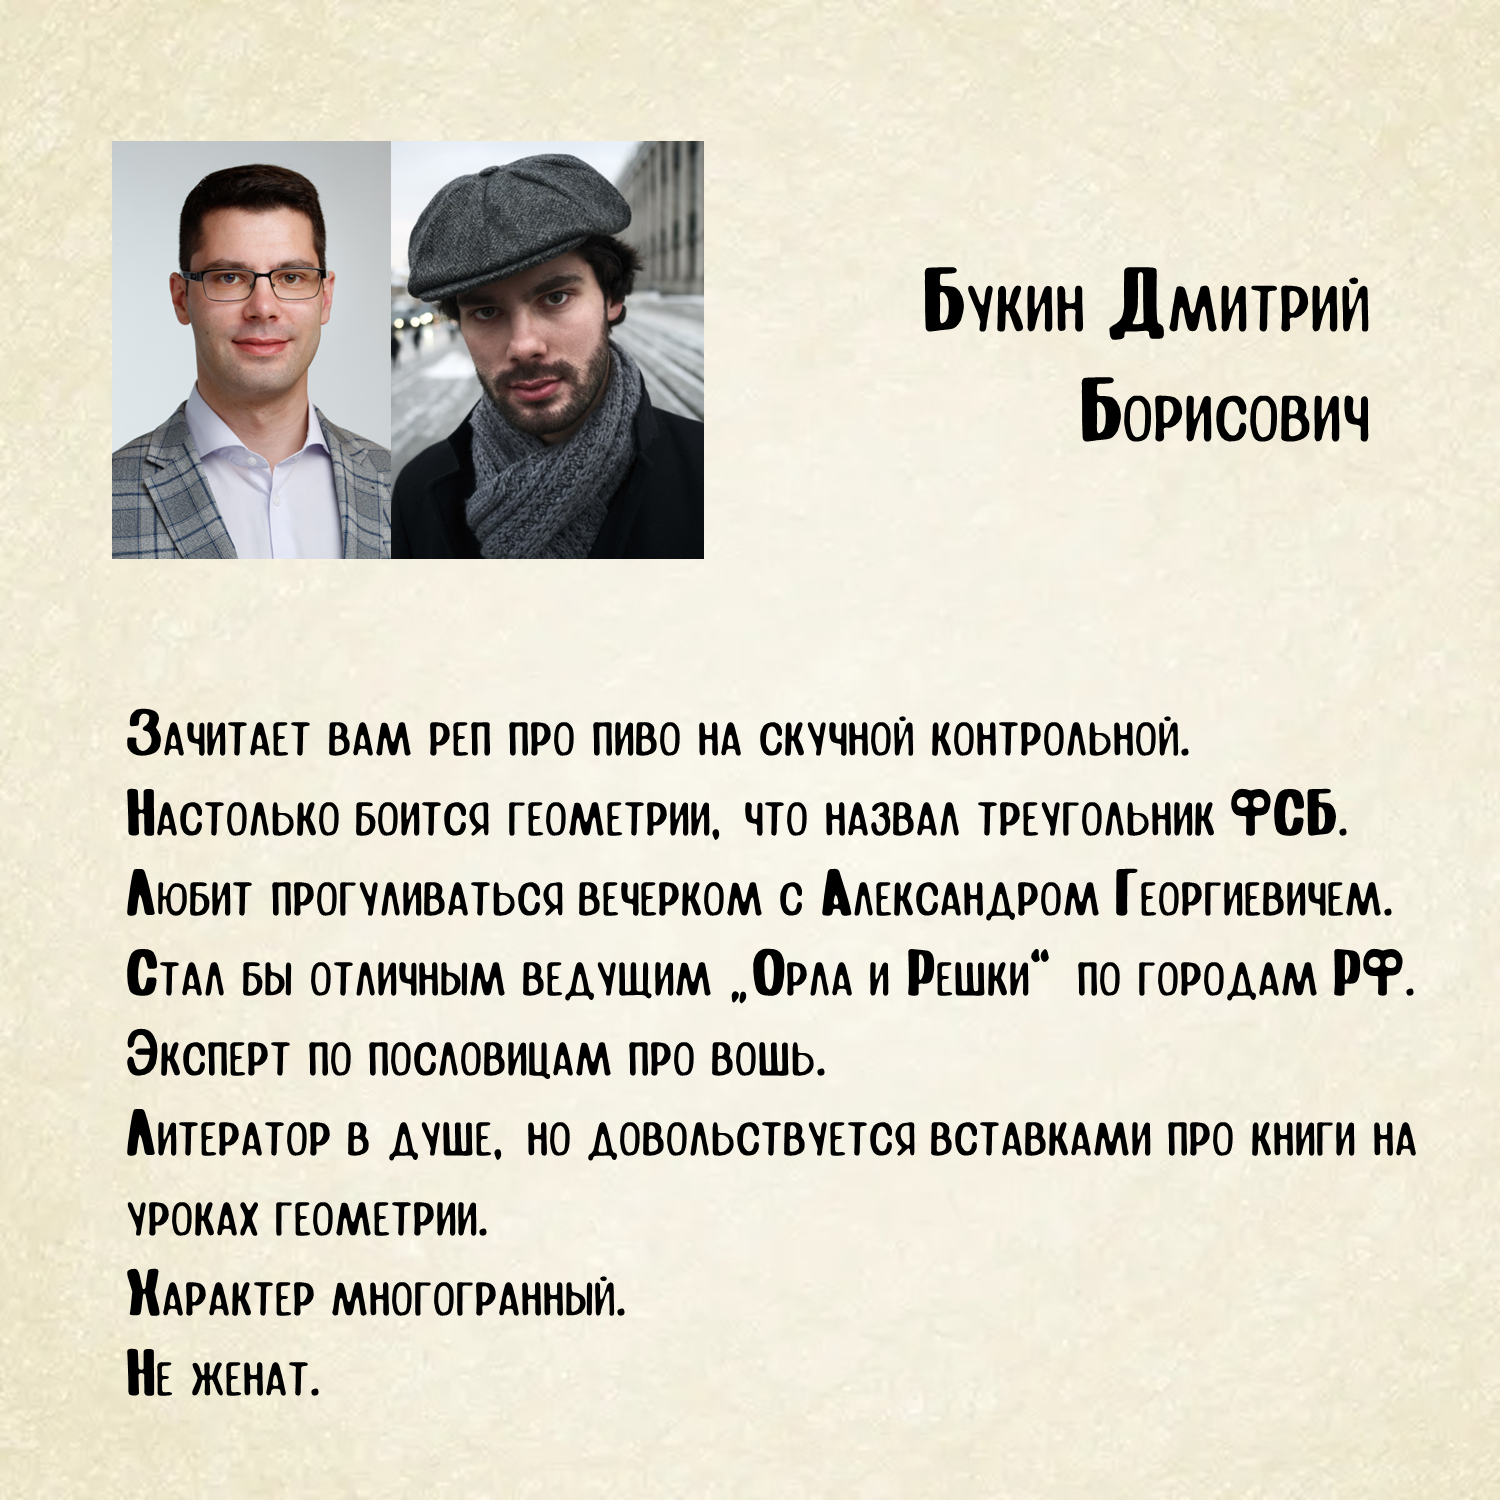 Букин Дмитрий
Борисович
Зачитает вам реп про пиво на скучной контрольной.
Настолько боится геометрии, что назвал треугольник ФСБ.
Любит прогуливаться вечерком с Александром Георгиевичем.
Стал бы отличным ведущим „Орла и Решки“ по городам РФ.
Эксперт по пословицам про вошь.
Литератор в душе, но довольствуется вставками про книги на
уроках геометрии.
Характер многогранный.
Не женат.